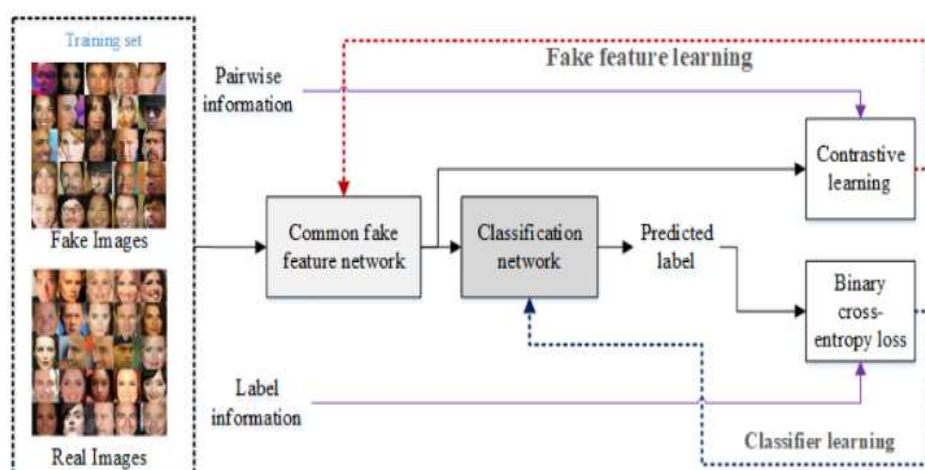 Training set
Fake Images
Real Images
Pairwise
information
Label
information
Common fake
feature network
Classification
network
Predicted
label
Fake feature learning
Contrastive
learning
Binary
cross-
entropy loss
Classifier learning